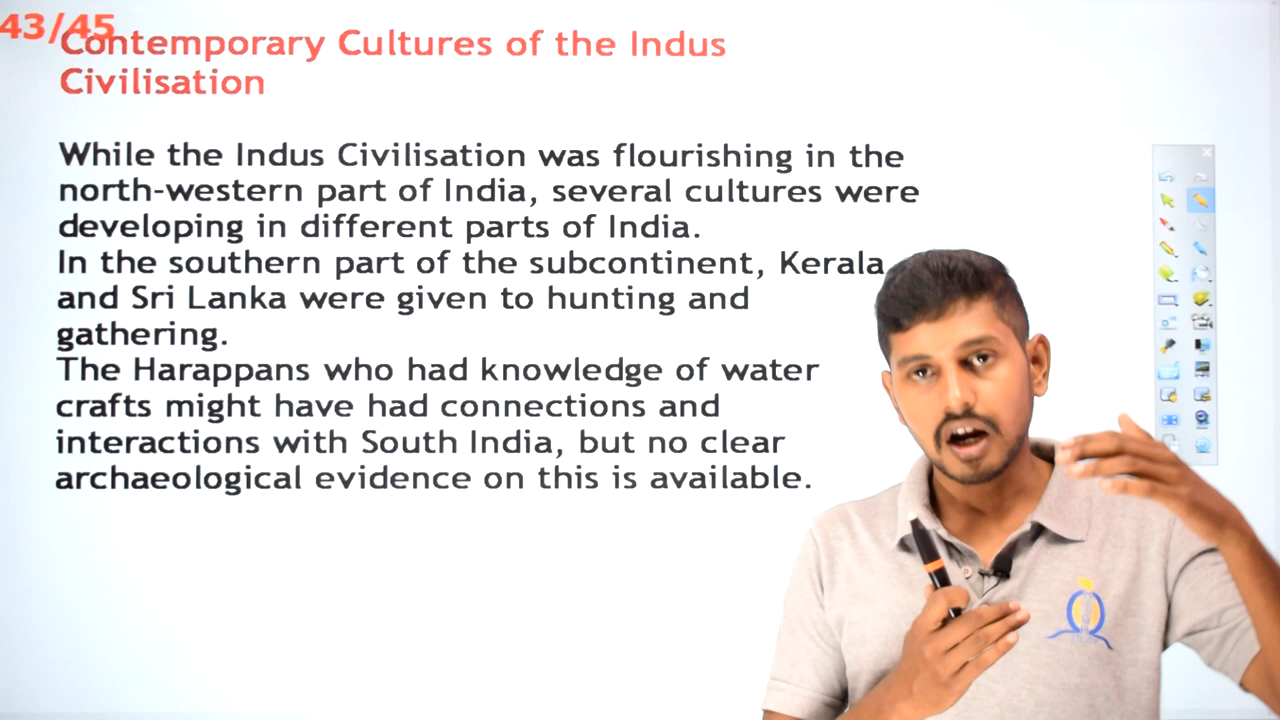 43/45
Contemporary Cultures of the Indus
Civilisation
While the Indus Civilisation was flourishing in the
north-western part of India, several cultures were
developing in different parts of India.
In the southern part of the subcontinent, Kerala
and Sri Lanka were given to hunting and
gathering.
The Harappans who had knowledge of water
crafts might have had connections and
interactions with South India, but no clear
archaeological evidence on this is available.